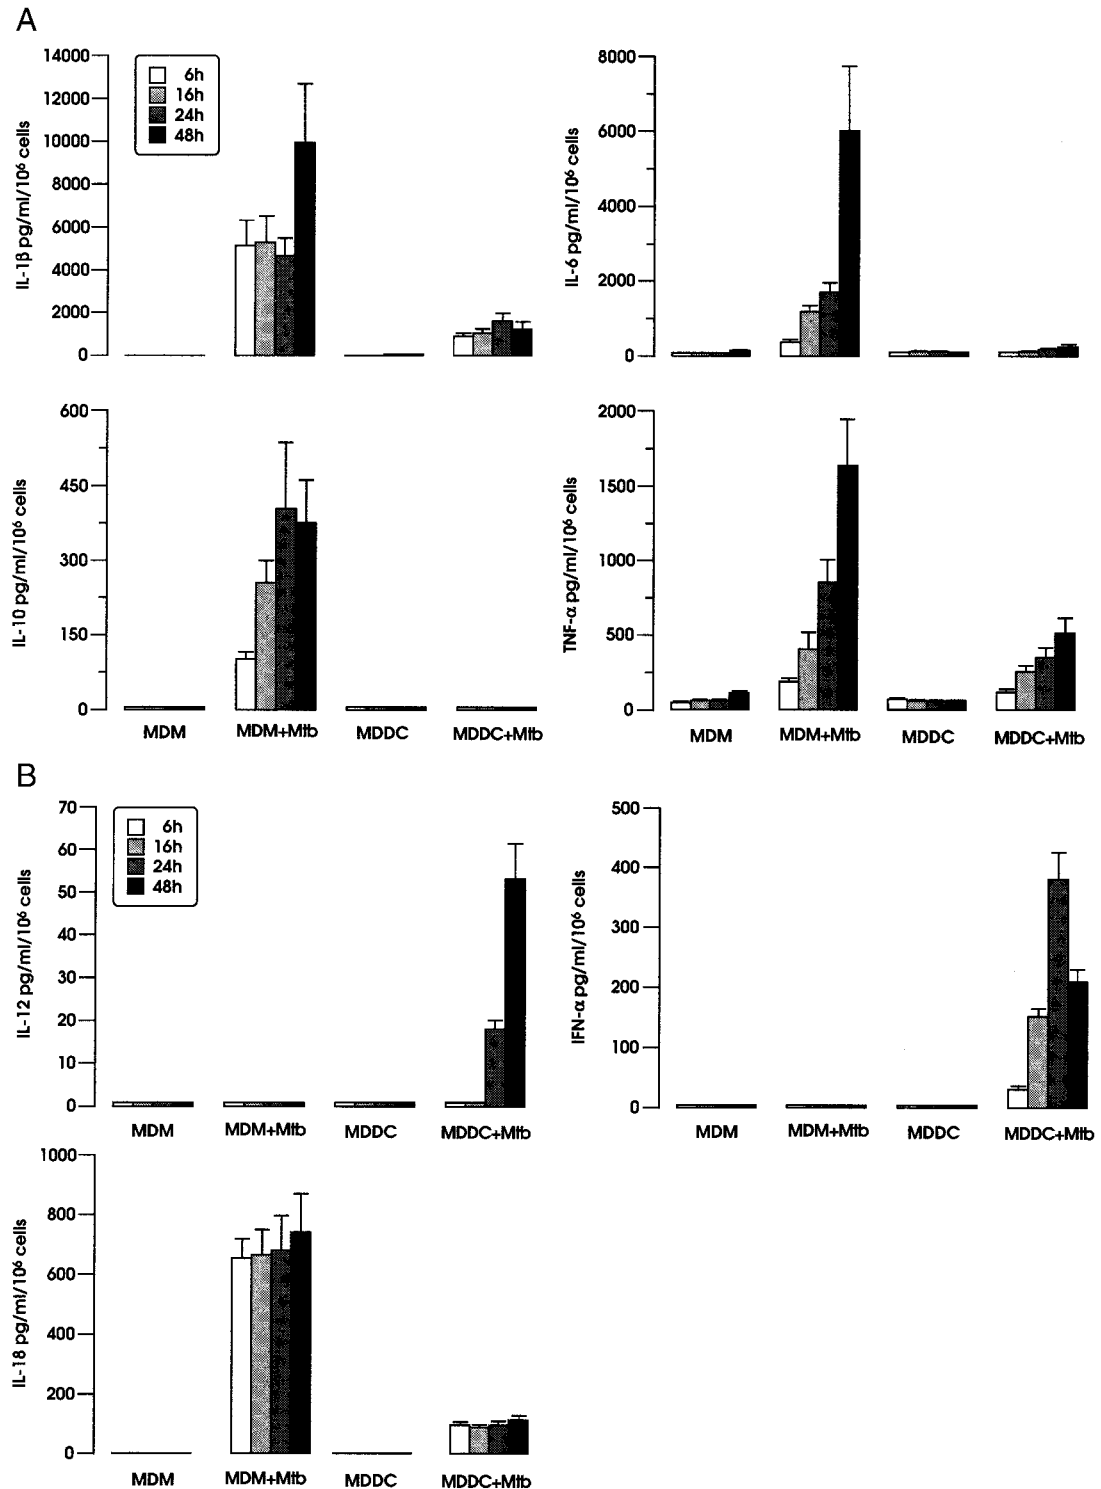 A
14000
12000
10000
8000
6000
4000
2000
0
IL-1β pg/ml/10⁶ cells
6h
16h
24h
48h
8000
6000
4000
2000
0
IL-6 pg/ml/10⁶ cells
600
450
300
150
0
IL-10 pg/ml/10⁶ cells
MDM MDM+Mtb MDDC MDDC+Mtb
2000
1500
1000
500
0
TNF-α pg/ml/10⁶ cells
MDM MDM+Mtb MDDC MDDC+Mtb
B
70
60
50
40
30
20
10
0
IL-12 pg/ml/10⁶ cells
6h
16h
24h
48h
MDM MDM+Mtb MDDC MDDC+Mtb
500
400
300
200
100
0
IFN-α pg/ml/10⁶ cells
MDM MDM+Mtb MDDC MDDC+Mtb
1000
800
600
400
200
0
IL-18 pg/ml/10⁶ cells
MDM MDM+Mtb MDDC MDDC+Mtb